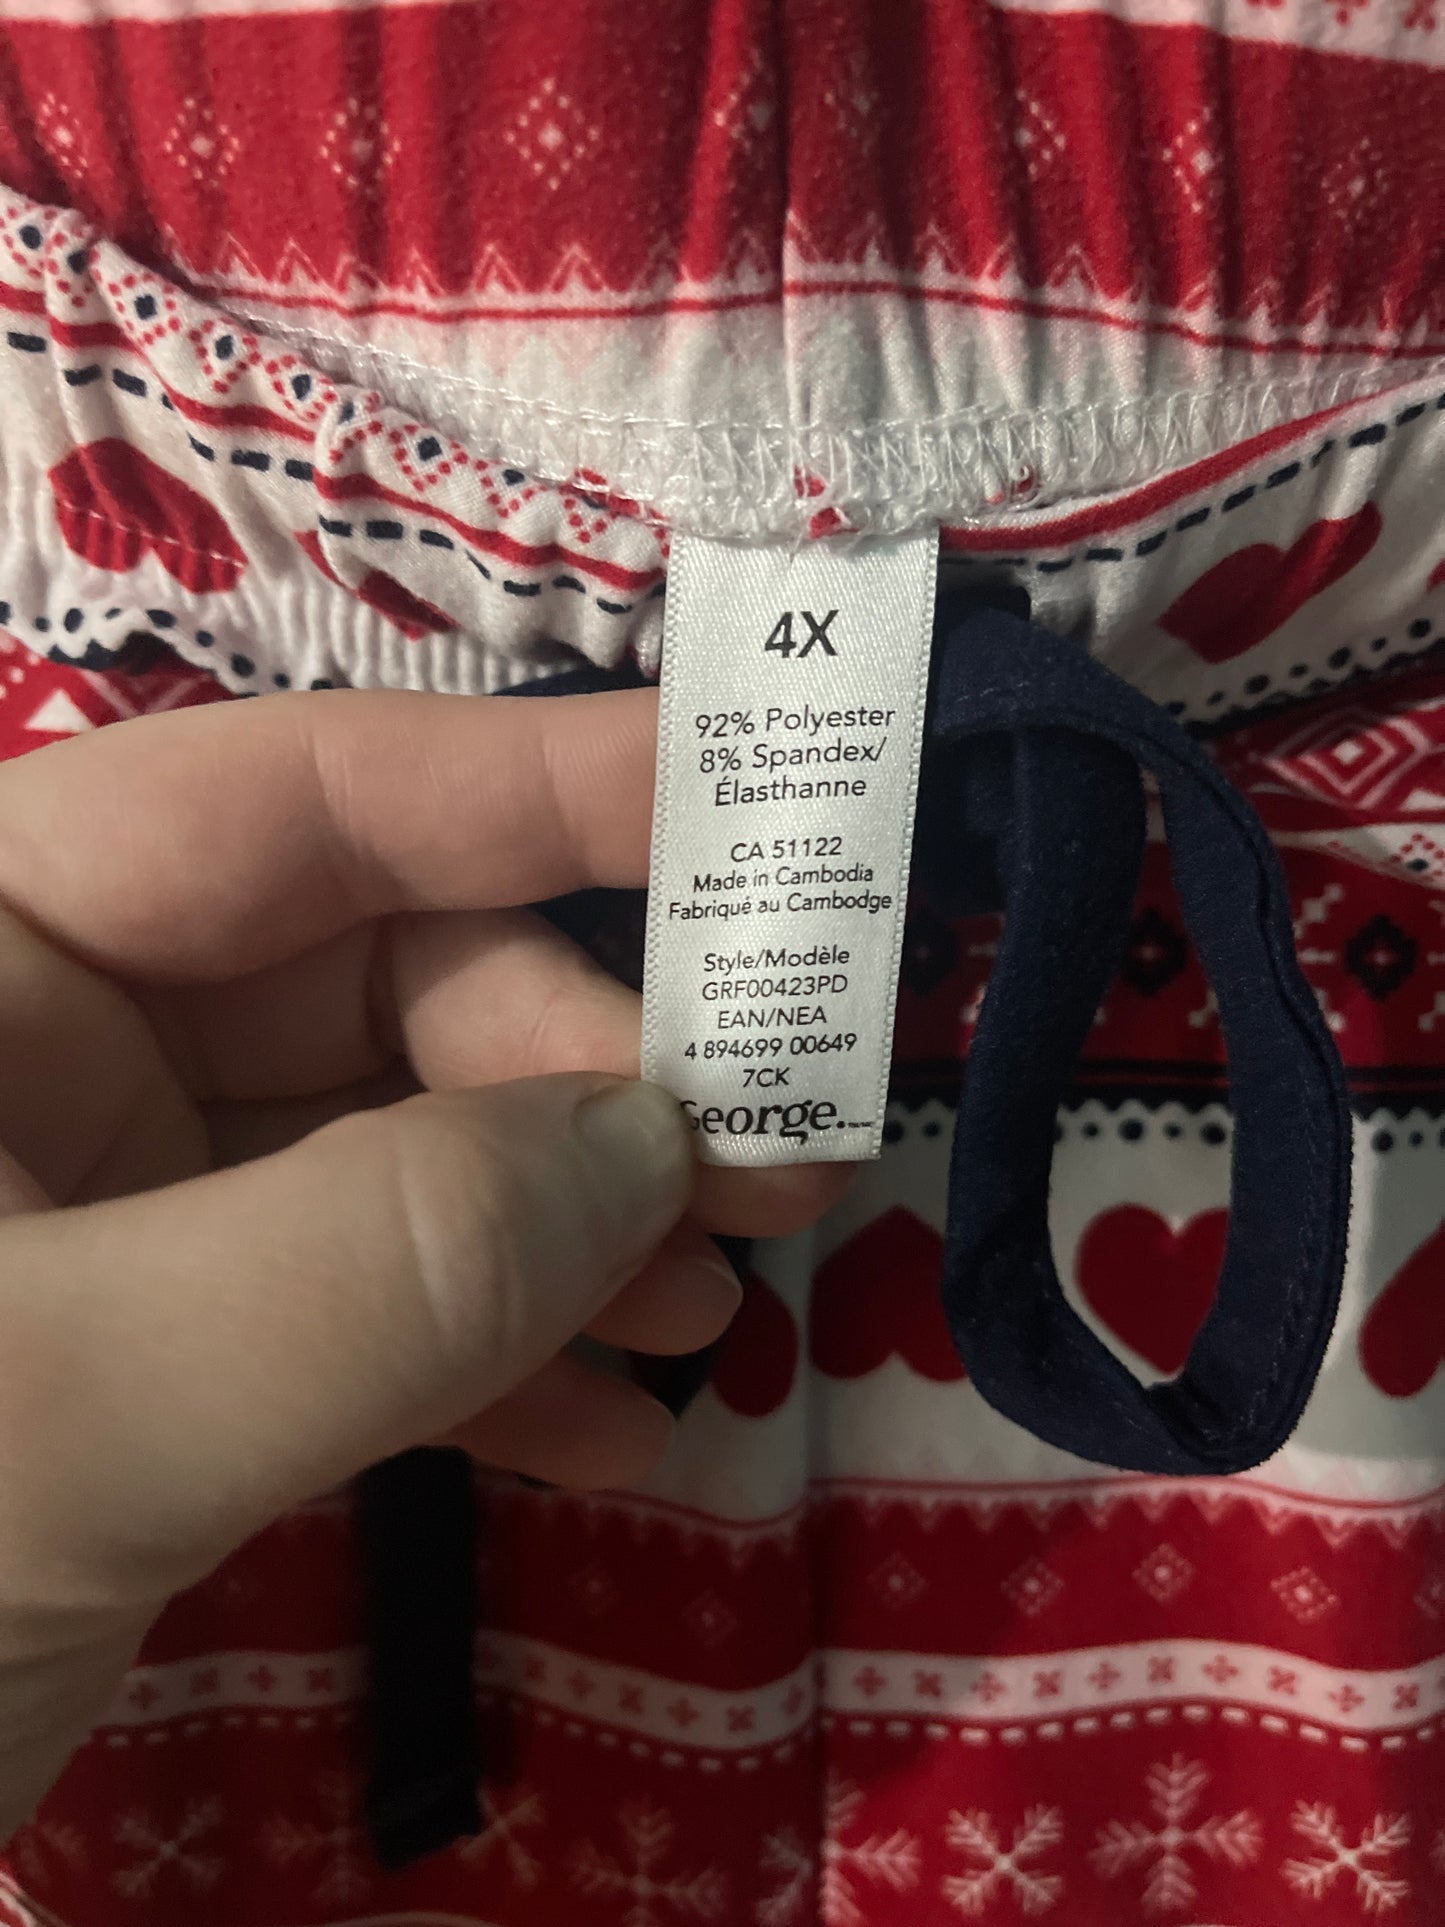 4X
92% Polyester
8% Spandex/
Élasthanne
CA 51122
Made in Cambodia
Fabriqué au Cambodge
Style/Modèle
GRF00423PD
EAN/NEA
4 894699 00649
7CK
George.